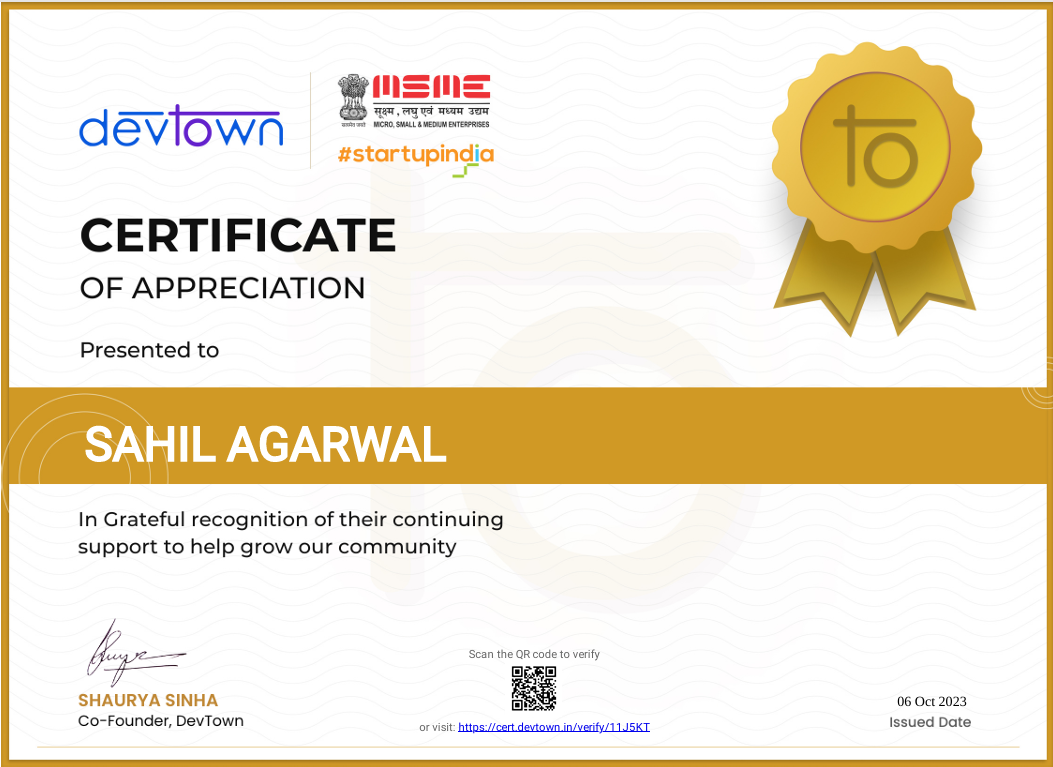 devtown
MSME
सूक्ष्म, लघु एवं मध्यम उद्यम
सत्यमेव जयते
MICRO, SMALL & MEDIUM ENTERPRISES
#startupindia
to
CERTIFICATE
OF APPRECIATION
Presented to
SAHIL AGARWAL
In Grateful recognition of their continuing
support to help grow our community
SHAURYA SINHA
Co-Founder, DevTown
Scan the QR code to verify
or visit: https://cert.devtown.in/verify/11J5KT
06 Oct 2023
Issued Date